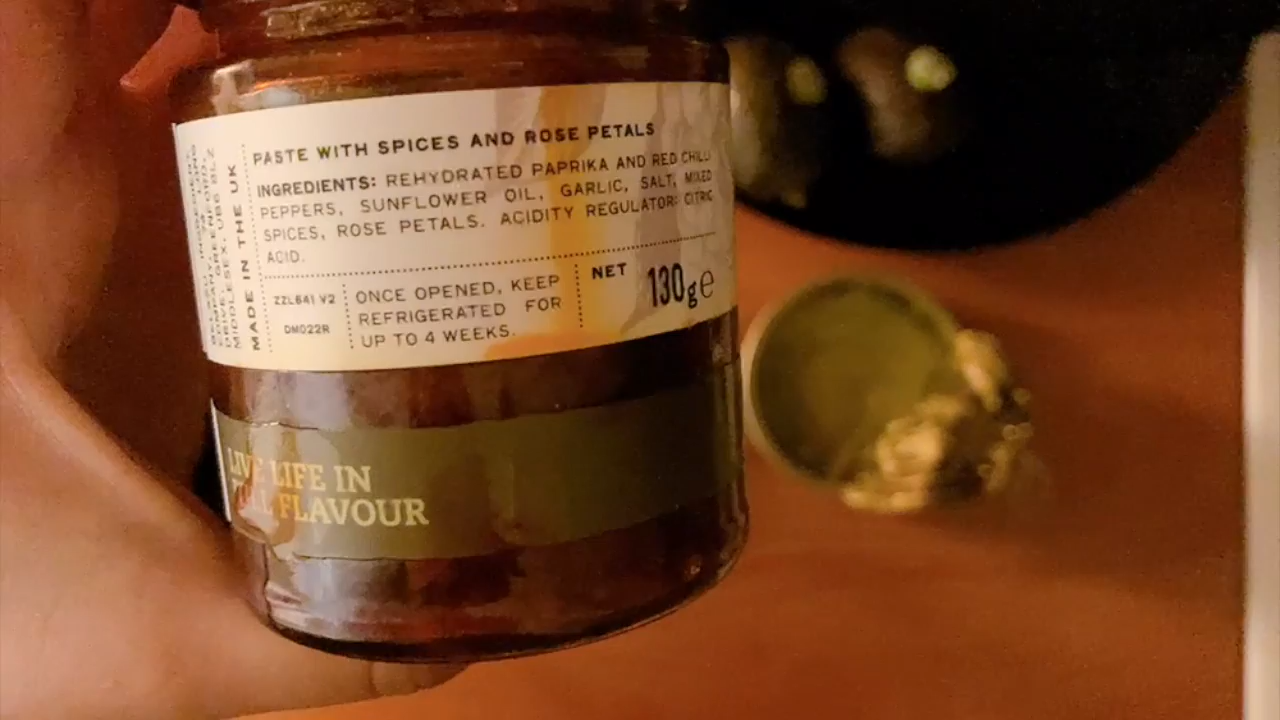 PASTE WITH SPICES AND ROSE PETALS
INGREDIENTS: REHYDRATED PAPRIKA AND RED CHILLI
PEPPERS, SUNFLOWER OIL, GARLIC, SALT, MIXED
SPICES, ROSE PETALS. ACIDITY REGULATOR: CITRIC
ACID.
ZZL641 V2
DM022R
ONCE OPENED, KEEP
REFRIGERATED FOR
UP TO 4 WEEKS.
NET 130g e
MADE IN THE UK
MIDDLESEX, UB6
LIVE LIFE IN
FLAVOUR